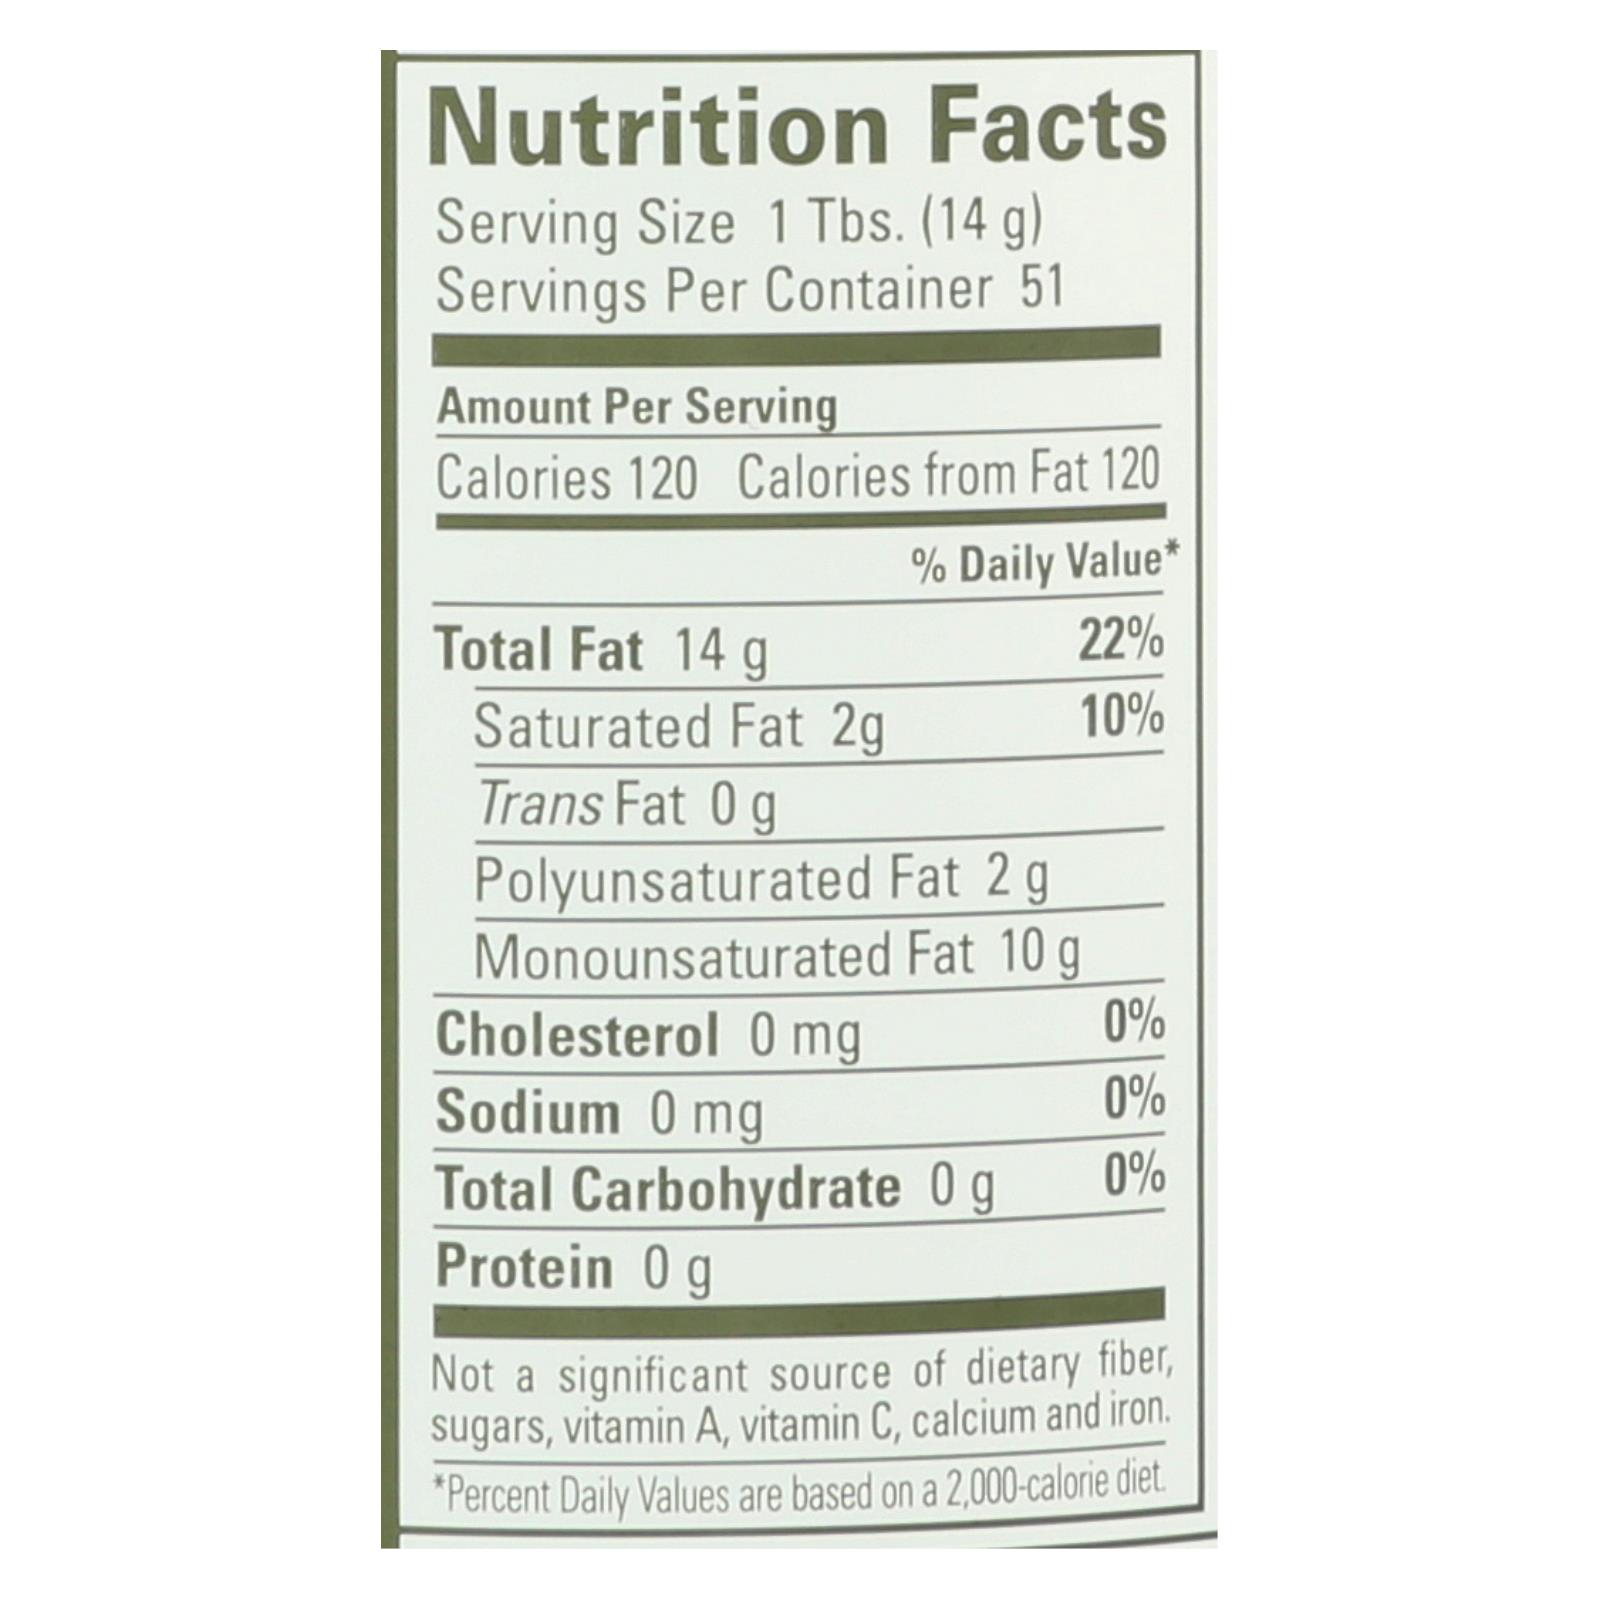 Nutrition Facts
Serving Size 1 Tbs. (14 g)
Servings Per Container 51
Amount Per Serving
Calories 120 Calories from Fat 120
% Daily Value*
Total Fat 14 g 22%
Saturated Fat 2g 10%
Trans Fat 0 g
Polyunsaturated Fat 2 g
Monounsaturated Fat 10 g
Cholesterol 0 mg 0%
Sodium 0 mg 0%
Total Carbohydrate 0 g 0%
Protein 0 g
Not a significant source of dietary fiber,
sugars, vitamin A, vitamin C, calcium and iron.
*Percent Daily Values are based on a 2,000-calorie diet.